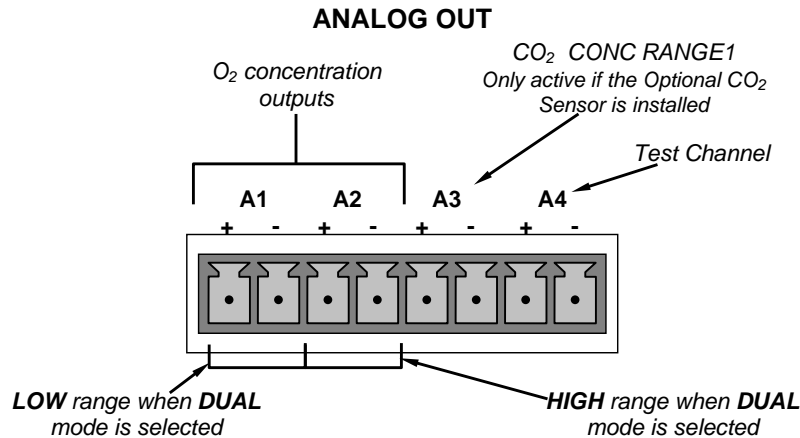 ANALOG OUT
O₂ concentration
outputs
CO₂ CONC RANGE1
Only active if the Optional CO₂
Sensor is installed
Test Channel
A1 A2 A3 A4
+ - + - + - + -
LOW range when DUAL
mode is selected
HIGH range when DUAL
mode is selected